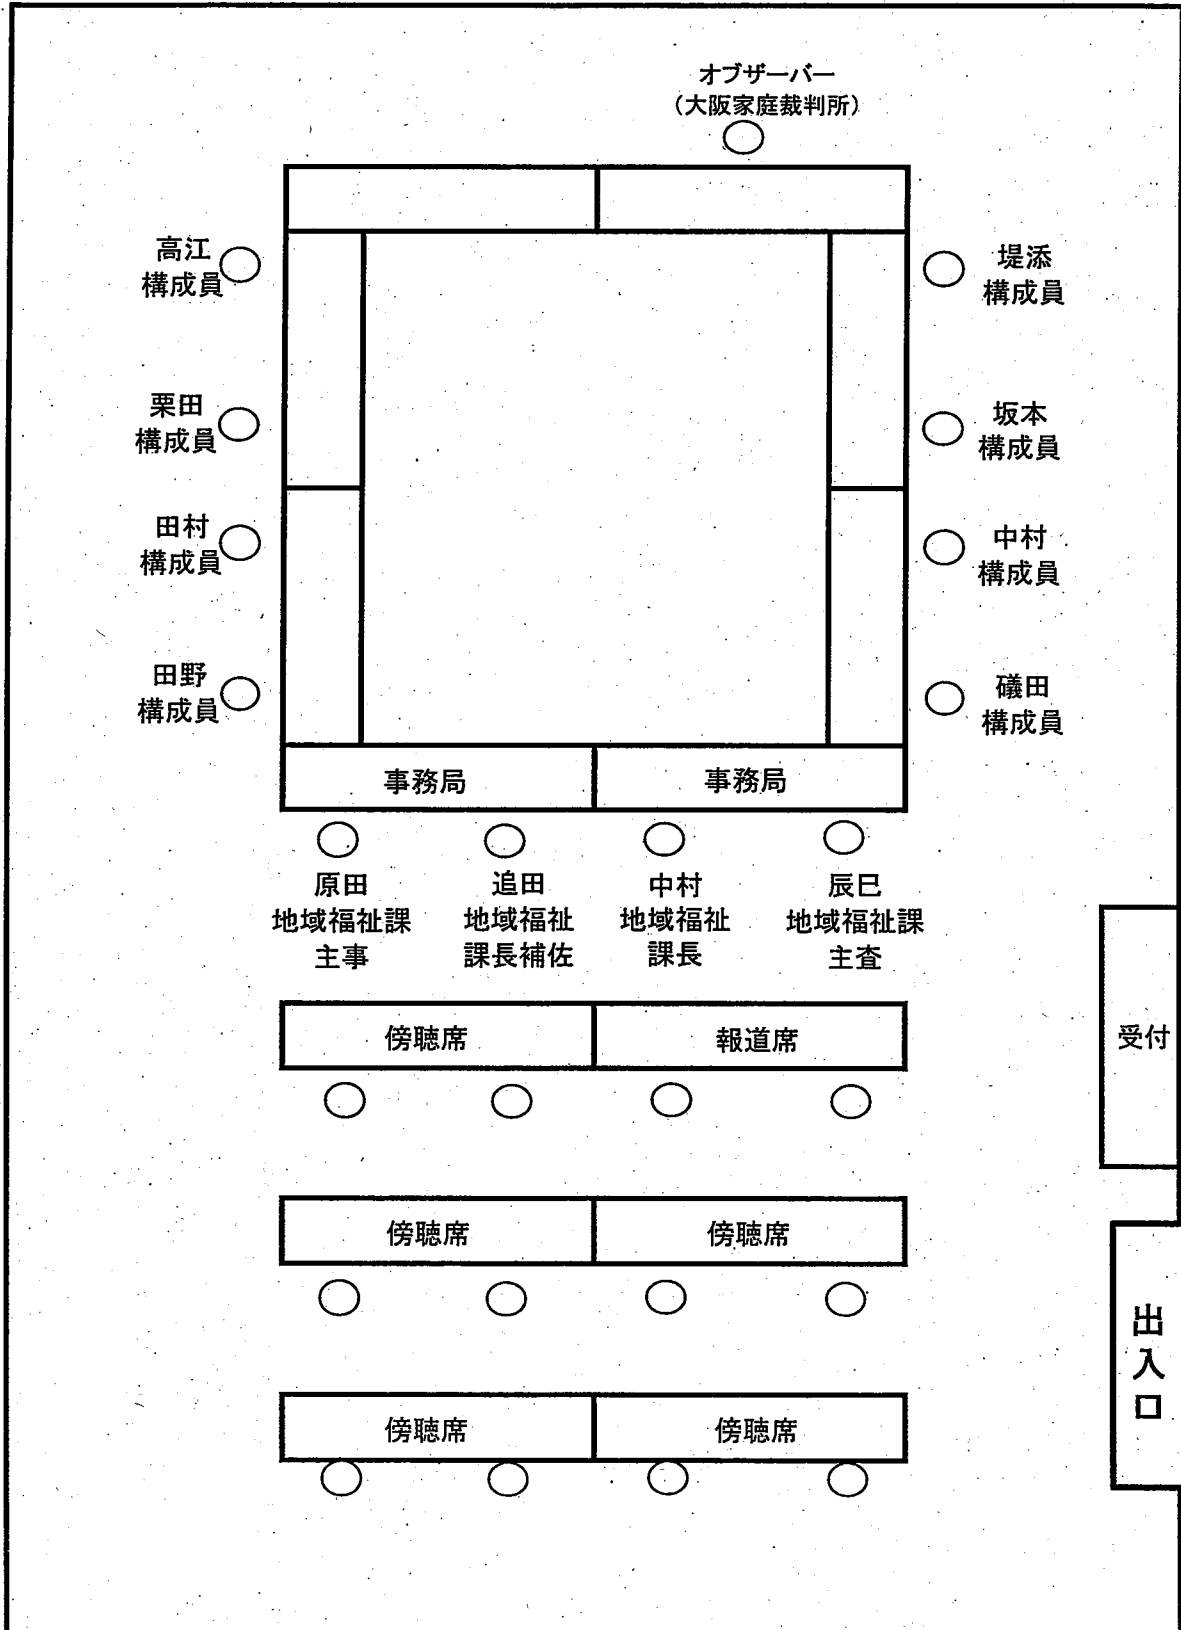 オブザーバー
（大阪家庭裁判所）
高江
構成員
堤添
構成員
栗田
構成員
坂本
構成員
田村
構成員
中村
構成員
田野
構成員
礒田
構成員
事務局
事務局
原田
地域福祉課
主事
追田
地域福祉
課長補佐
中村
地域福祉
課長
辰巳
地域福祉課
主査
傍聴席
報道席
受付
傍聴席
傍聴席
出
入
口
傍聴席
傍聴席